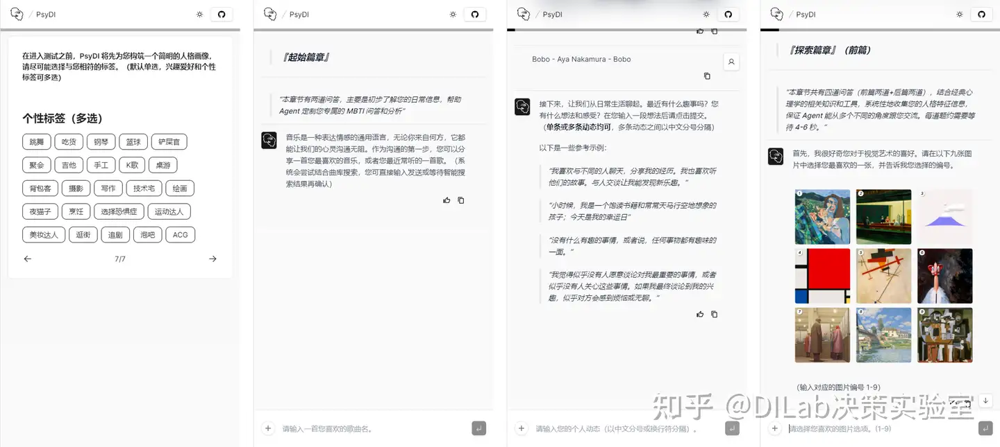 / PsyDI
在进入测试之前，PsyDI 将先为您构筑一个简明的人格画像，
请尽可能选择与您相符的标签。（默认单选，兴趣爱好和个性
标签可多选）
个性标签（多选）
跳舞 吃货 钢琴 篮球 铲屎官
聚会 吉他 手工 K歌 桌游
背包客 摄影 写作 技术宅 绘画
夜猫子 烹饪 选择恐惧症 运动达人
美妆达人 逛街 追剧 泡吧 ACG
7/7
/ PsyDI
『起始篇章』
“本章节有两道问答，主要是初步了解您的日常信息，帮助
Agent 定制您专属的 MBTI 问答和分析”
音乐是一种表达情感的通用语言，无论你来自何方，它都
能让我们的心灵沟通无阻。作为沟通的第一步，您可以分
享一首您最喜欢的音乐，或者您最近常听的一首歌。（系
统会尝试结合曲库搜索，您可直接输入发送或等待智能搜
索结果再确认）
请输入一首您喜欢的歌曲名。
/ PsyDI
Bobo - Aya Nakamura - Bobo
接下来，让我们从日常生活聊起。最近有什么趣事吗？您
有什么想法和感受？在您输入一段想法后请点击提交。
（单条或多条动态均可，多条动态之间以中文分号分隔）
以下是一些参考示例：
“我喜欢与不同的人聊天，分享我的经历。我也喜欢听
他们的故事。与人交谈让我能发现新乐趣。”
“小时候，我是一个饱读书籍和常常天马行空地想象的
孩子；今天是我的幸运日”
“没有什么有趣的事情，或者说，任何事物都有趣味的
一面。”
“我觉得似乎没有人愿意谈论对我最重要的事情，或者
似乎没有人关心这些事情。如果我最终谈论到我的兴
趣，似乎对方会感到烦恼或无聊。”
请输入您的个人动态（以中文分号或换行符分隔）。
/ PsyDI
『探索篇章』（前篇）
“本章节共有四道问答（前篇两道+后篇两道），结合经典心
理学的相关知识和工具，系统性地收集您的人格特征信息，
保证 Agent 能从多个不同的角度跟您交流。每道题约需要等
待 4-6 秒。”
首先，我很好奇您对于视觉艺术的喜好。请在以下九张图
片中选择您最喜欢的一张，并告诉我您选择的编号。
1 2 3
4 5 6
7 8 9
（输入对应的图片编号 1-9）
请选择您喜欢的图片选项。(1-9)
知乎 @DILab决策实验室